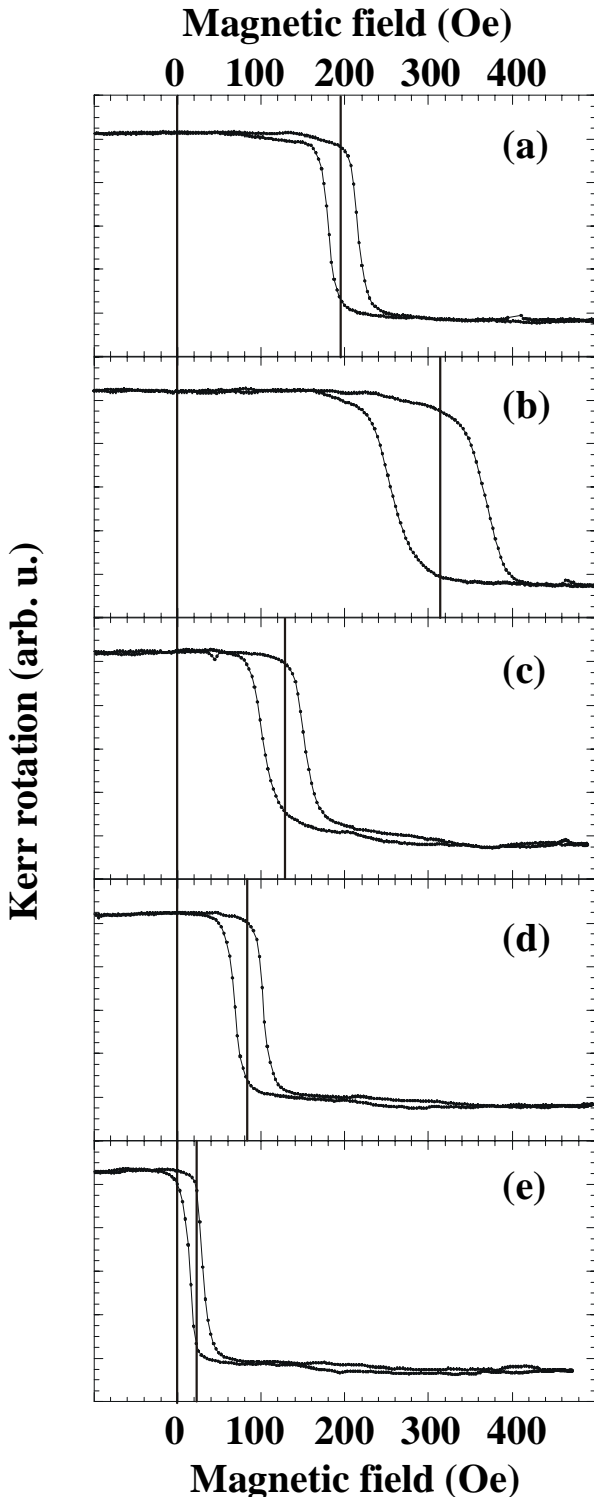 Magnetic field (Oe)
0 100 200 300 400
(a)
(b)
(c)
(d)
(e)
Kerr rotation (arb. u.)
0 100 200 300 400
Magnetic field (Oe)